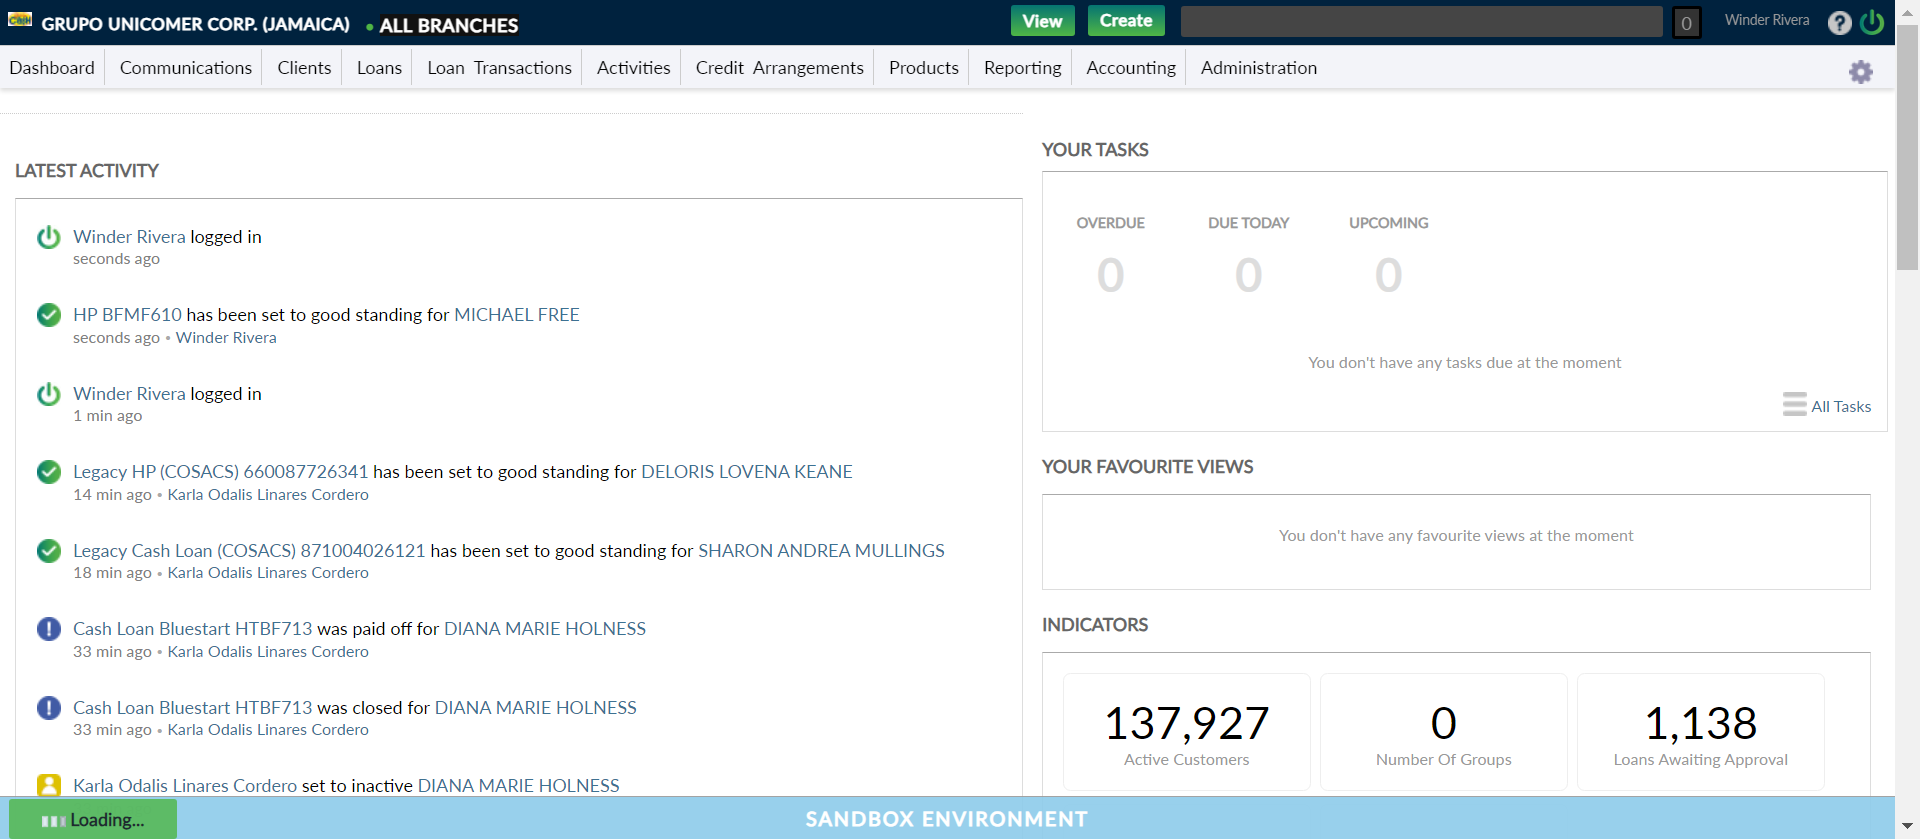 Cash
GRUPO UNICOMER CORP. (JAMAICA) • ALL BRANCHES
View
Create
0
Winder Rivera
?
Dashboard
Communications
Clients
Loans
Loan Transactions
Activities
Credit Arrangements
Products
Reporting
Accounting
Administration
LATEST ACTIVITY
Winder Rivera logged in
seconds ago
HP BFMF610 has been set to good standing for MICHAEL FREE
seconds ago • Winder Rivera
Winder Rivera logged in
1 min ago
Legacy HP (COSACS) 660087726341 has been set to good standing for DELORIS LOVENA KEANE
14 min ago • Karla Odalis Linares Cordero
Legacy Cash Loan (COSACS) 871004026121 has been set to good standing for SHARON ANDREA MULLINGS
18 min ago • Karla Odalis Linares Cordero
Cash Loan Bluestart HTBF713 was paid off for DIANA MARIE HOLNESS
33 min ago • Karla Odalis Linares Cordero
Cash Loan Bluestart HTBF713 was closed for DIANA MARIE HOLNESS
33 min ago • Karla Odalis Linares Cordero
Karla Odalis Linares Cordero set to inactive DIANA MARIE HOLNESS
YOUR TASKS
OVERDUE
0
DUE TODAY
0
UPCOMING
0
You don't have any tasks due at the moment
All Tasks
YOUR FAVOURITE VIEWS
You don't have any favourite views at the moment
INDICATORS
137,927
Active Customers
0
Number Of Groups
1,138
Loans Awaiting Approval
Loading...
SANDBOX ENVIRONMENT